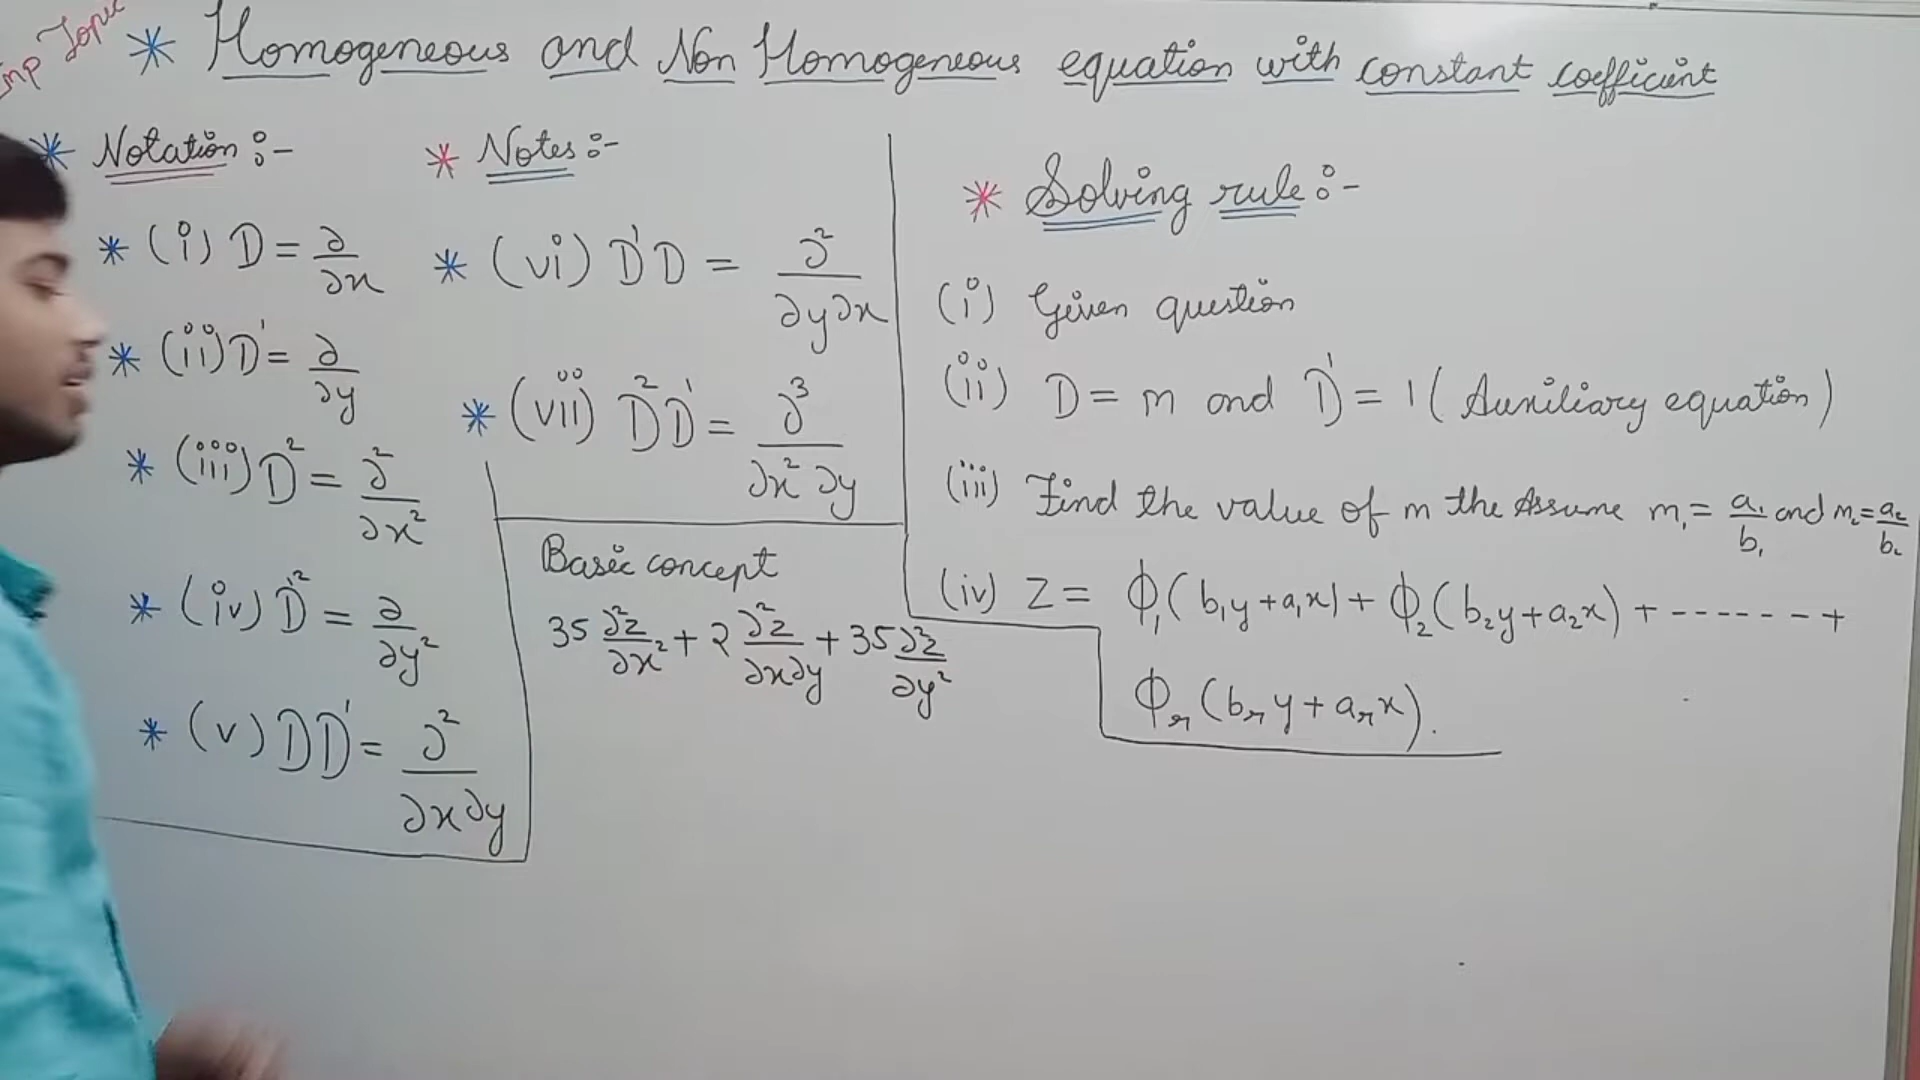 Imp Topic
* Homogeneous and Non Homogeneous equation with constant coefficient
* Notation :-
* (i) D = ∂/∂x
* (ii) D' = ∂/∂y
* (iii) D² = ∂²/∂x²
* (iv) D'² = ∂/∂y²
* (v) DD' = ∂²/∂x∂y
* Notes :-
* (vi) D'D = ∂²/∂y∂x
* (vii) D²D' = ∂³/∂x²∂y
Basic concept
35 ∂²z/∂x² + 2 ∂²z/∂x∂y + 35 ∂²z/∂y²
* Solving rule :-
(i) Given question
(ii) D = m and D' = 1 (Auxiliary equation)
(iii) Find the value of m the Assume m₁ = a₁/b₁ and m₂ = a₂/b₂
(iv) Z = ϕ₁(b₁y + a₁x) + ϕ₂(b₂y + a₂x) + ------- +
ϕr(bry + arx).